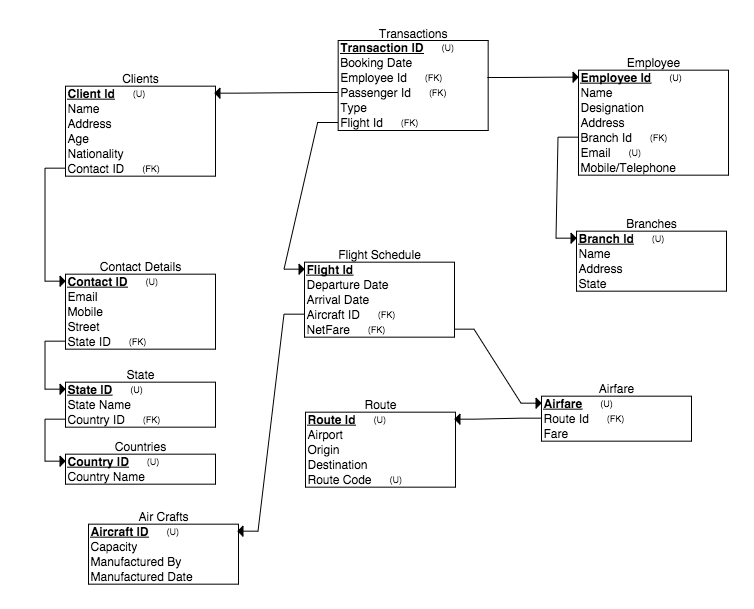 Transactions
Transaction ID (U)
Booking Date
Employee Id (FK)
Passenger Id (FK)
Type
Flight Id (FK)
Employee
Employee Id (U)
Name
Designation
Address
Branch Id (FK)
Email (U)
Mobile/Telephone
Clients
Client Id (U)
Name
Address
Age
Nationality
Contact ID (FK)
Branches
Branch Id (U)
Name
Address
State
Flight Schedule
Flight Id
Departure Date
Arrival Date
Aircraft ID (FK)
NetFare (FK)
Contact Details
Contact ID (U)
Email
Mobile
Street
State ID (FK)
State
State ID (U)
State Name
Country ID (FK)
Airfare
Airfare (U)
Route Id (FK)
Fare
Route
Route Id (U)
Airport
Origin
Destination
Route Code (U)
Countries
Country ID (U)
Country Name
Air Crafts
Aircraft ID (U)
Capacity
Manufactured By
Manufactured Date